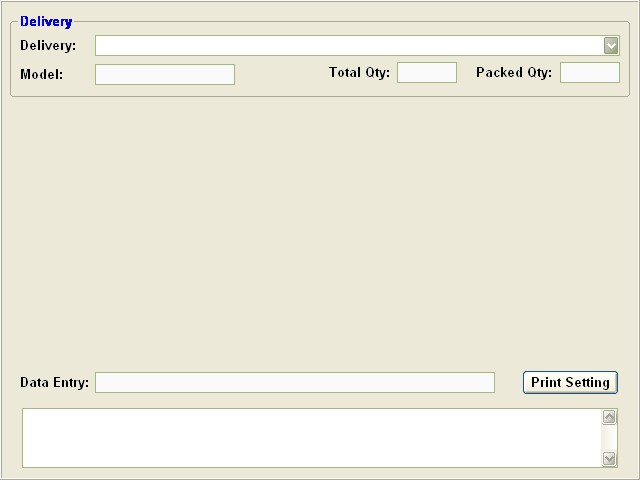 Delivery
Delivery:
Model: Total Qty: Packed Qty:
Data Entry: Print Setting